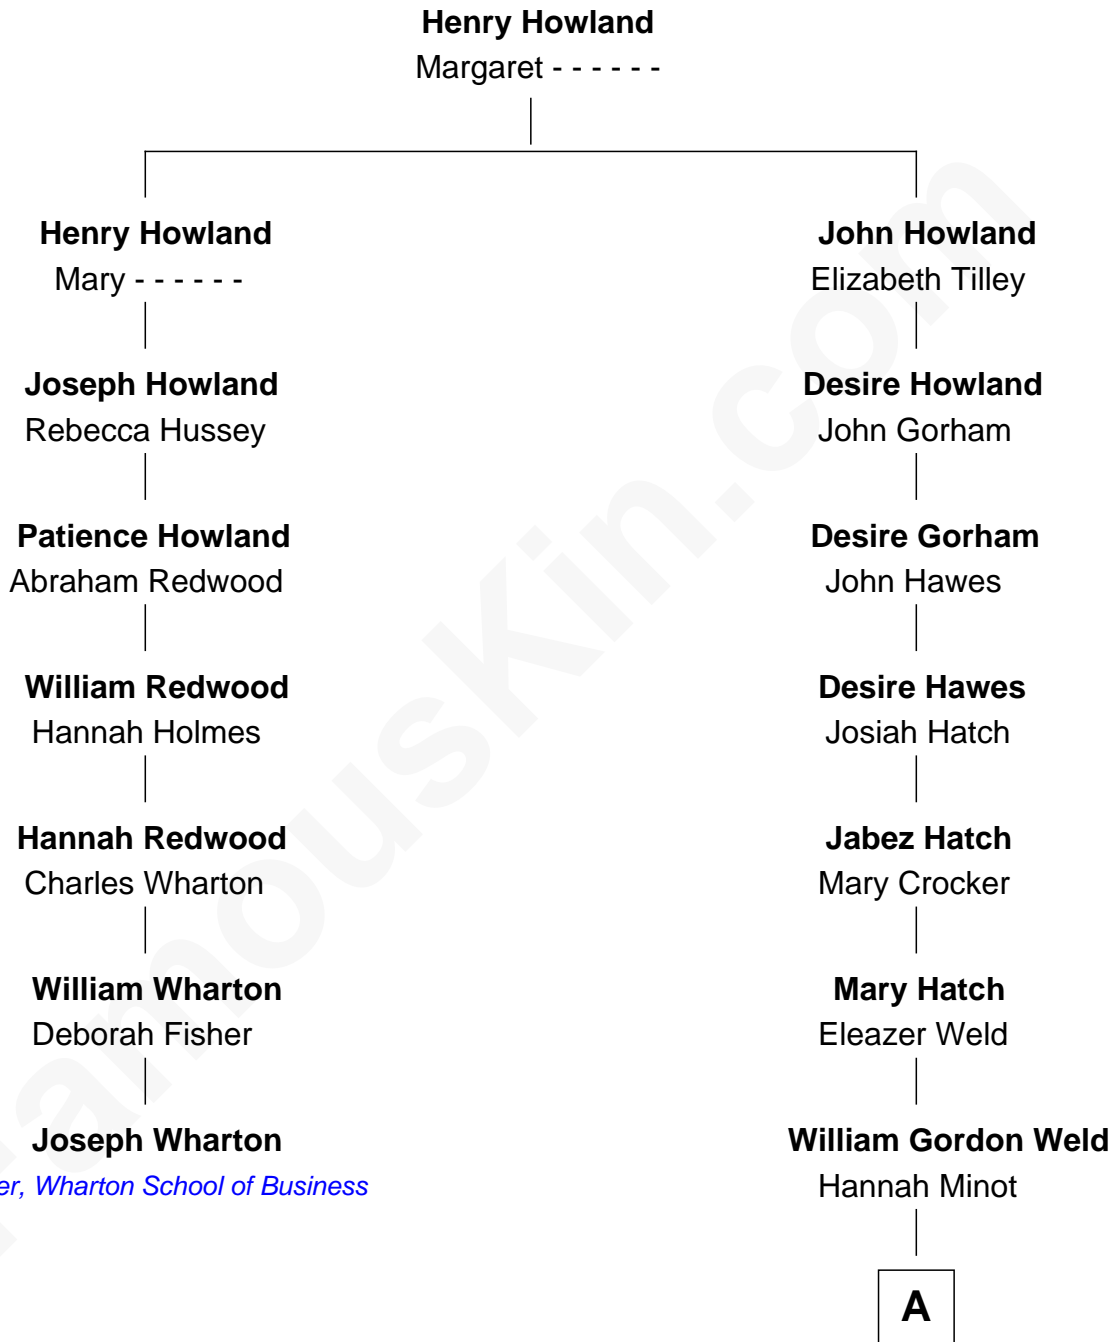 Henry Howland
Margaret - - - - - -
Henry Howland
John Howland
Mary - - - - - -
Elizabeth Tilley
Joseph Howland
Desire Howland
Rebecca Hussey
John Gorham
Patience Howland
Desire Gorham
Abraham Redwood
John Hawes
William Redwood
Desire Hawes
Hannah Holmes
Josiah Hatch
Hannah Redwood
Jabez Hatch
Charles Wharton
Mary Crocker
William Wharton
Mary Hatch
Deborah Fisher
Eleazer Weld
Joseph Wharton
William Gordon Weld
er, Wharton School of Business
Hannah Minot
A
FamousKin.com